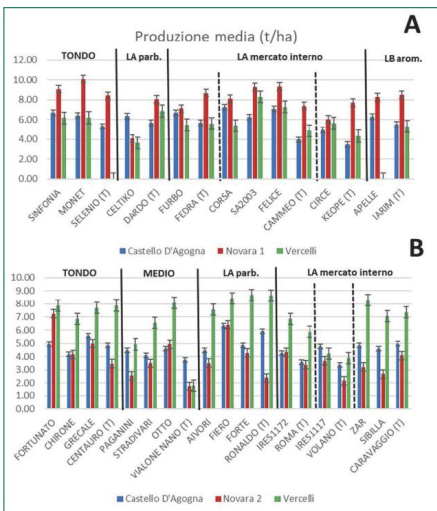 Produzione media (t/ha)
A
TONDO LA parb. LA mercato interno LB arom.
12.00
10.00
8.00
6.00
4.00
2.00
0.00
SINFONIA
MONET
SELENIO (T)
CELTIKO
DARDO (T)
FURBO
FEDRA (T)
CORSA
SA2003
FELICE
CAMMEO (T)
CIRCE
KEOPE (T)
APELLE
IARIM (T)
Castello D'Agogna Novara 1 Vercelli
B
TONDO MEDIO LA parb. LA mercato interno
10.00
9.00
8.00
7.00
6.00
5.00
4.00
3.00
2.00
1.00
0.00
FORTUNATO
CHIRONE
GRECALE
CENTAURO (T)
PAGANINI
STRADIVARI
OTTO
VIALONE NANO (T)
AIVORI
FIERO
FORTE
RONALDO (T)
IRES1172
ROMA (T)
IRES1117
VOLANO (T)
ZAR
SIBILLA
CARAVAGGIO (T)
Castello D'Agogna Novara 2 Vercelli